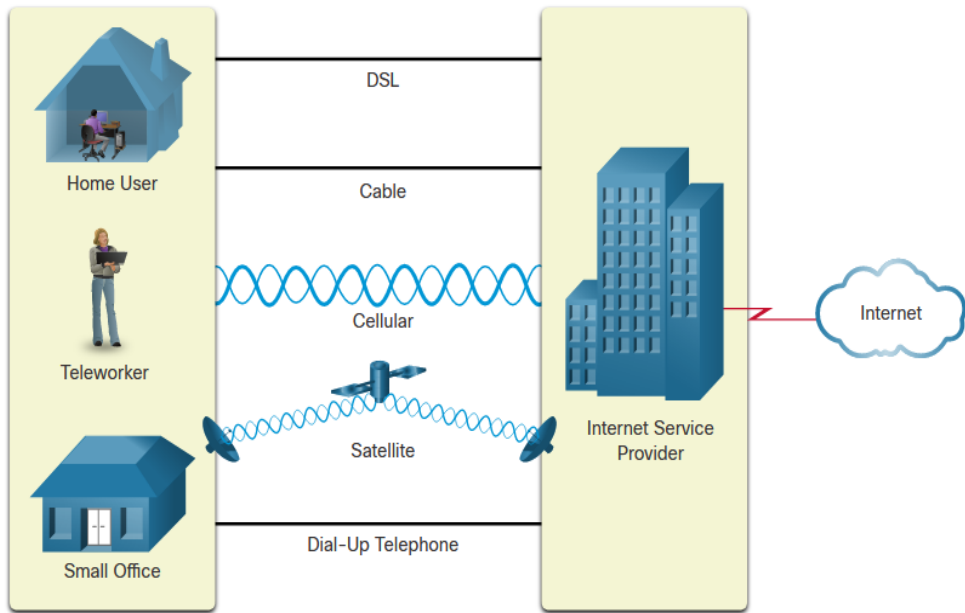 DSL
Home User
Cable
Cellular
Internet
Teleworker
Satellite
Internet Service
Provider
Dial-Up Telephone
Small Office